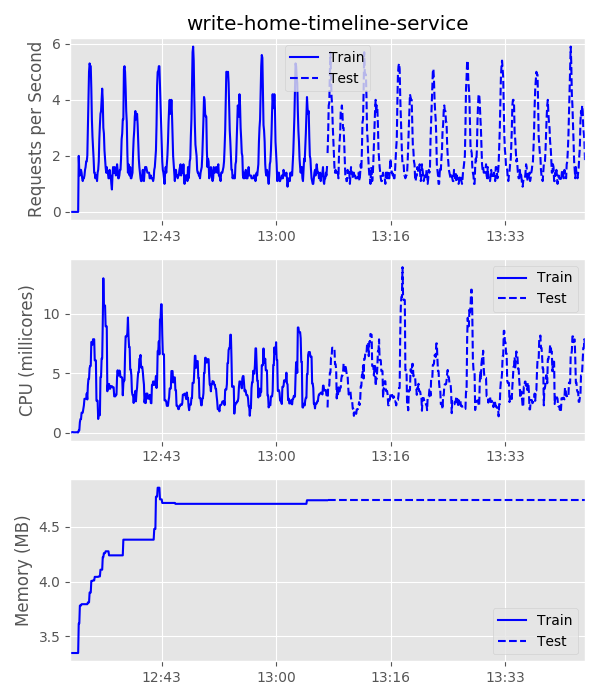 write-home-timeline-service
Requests per Second
6
4
2
0
Train
Test
12:43
13:00
13:16
13:33
CPU (millicores)
10
5
0
Train
Test
12:43
13:00
13:16
13:33
Memory (MB)
4.5
4.0
3.5
Train
Test
12:43
13:00
13:16
13:33